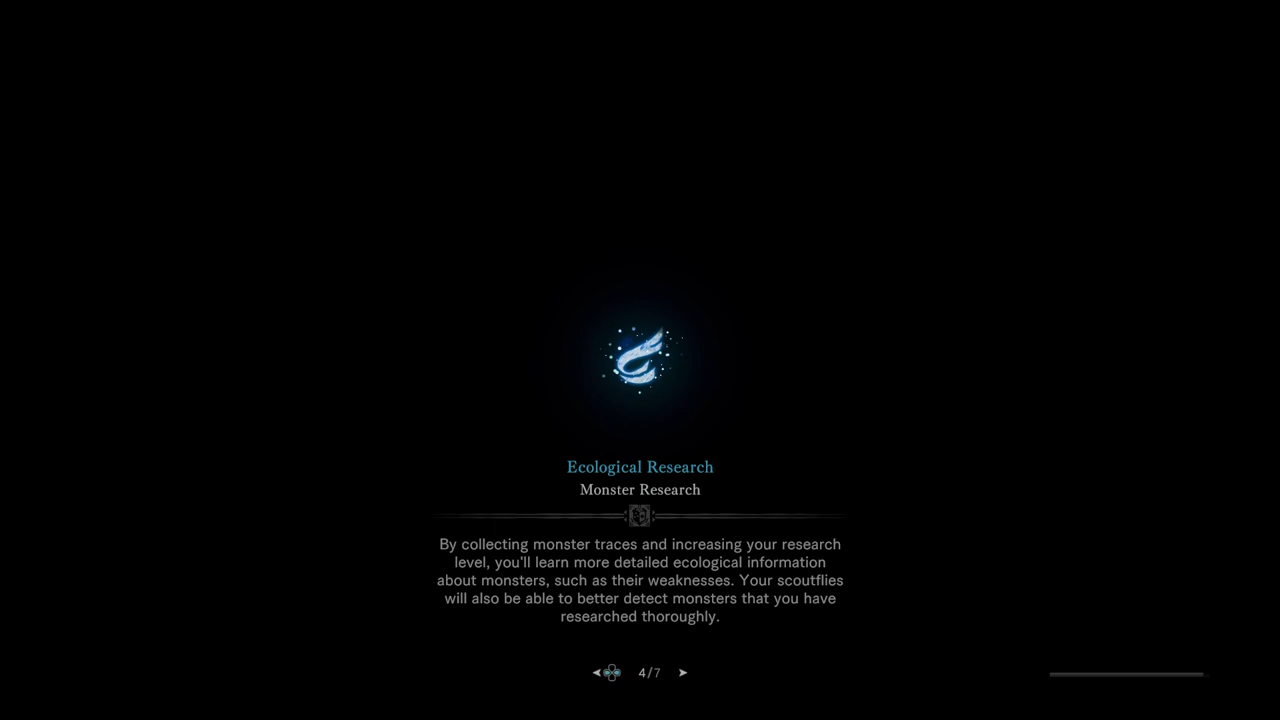 Ecological Research
Monster Research
By collecting monster traces and increasing your research
level, you'll learn more detailed ecological information
about monsters, such as their weaknesses. Your scoutflies
will also be able to better detect monsters that you have
researched thoroughly.
4/7